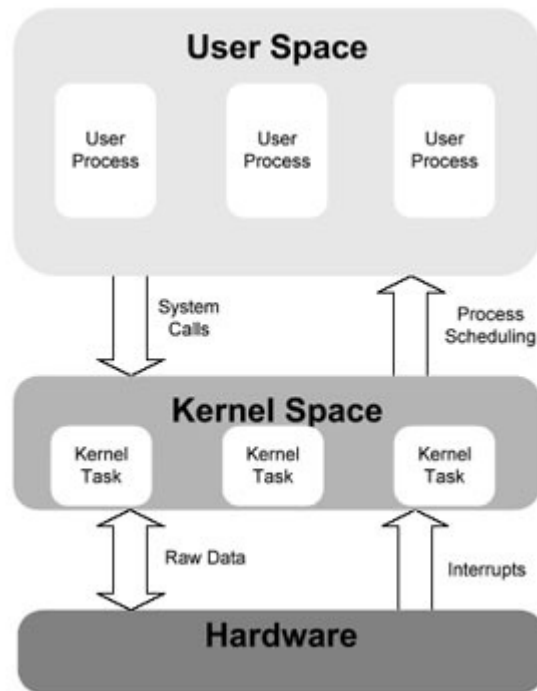 User Space
User
Process
User
Process
User
Process
System
Calls
Process
Scheduling
Kernel Space
Kernel
Task
Kernel
Task
Kernel
Task
Raw Data
Interrupts
Hardware